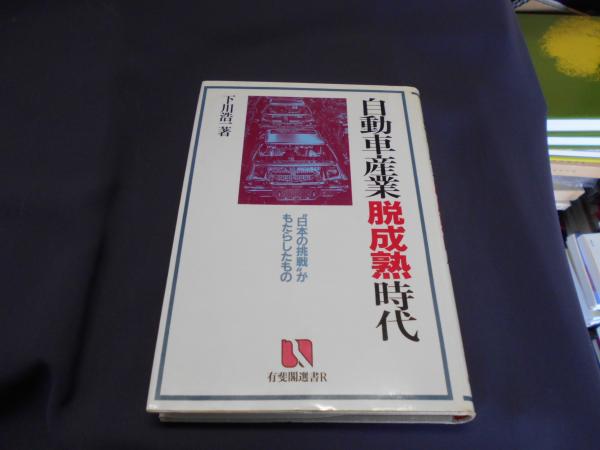 自動車産業脱成熟時代
“日本の挑戦”が
もたらしたもの
下川浩一著
有斐閣選書R